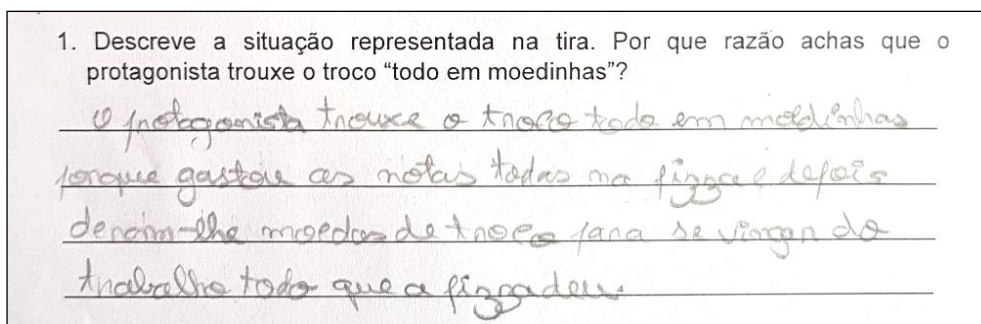 1. Descreve a situação representada na tira. Por que razão achas que o
protagonista trouxe o troco “todo em moedinhas”?
O protagonista trouxe o troco todo em moedinhas
porque gastou as notas todas na pizza e depois
deram-lhe moedas de troco para se vingar do
trabalho todo que a pizza deu.